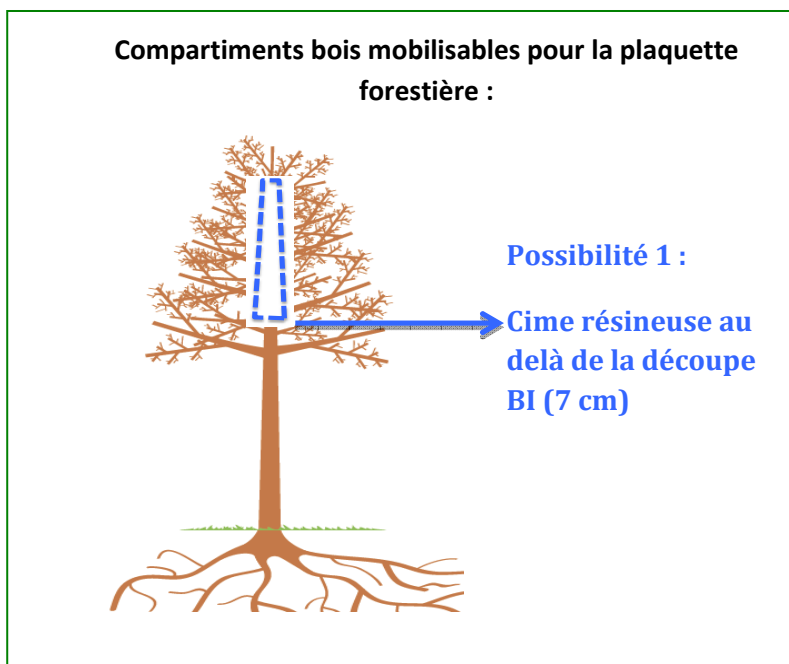 Compartiments bois mobilisables pour la plaquette
forestière :
Possibilité 1 :
Cime résineuse au
delà de la découpe
BI (7 cm)